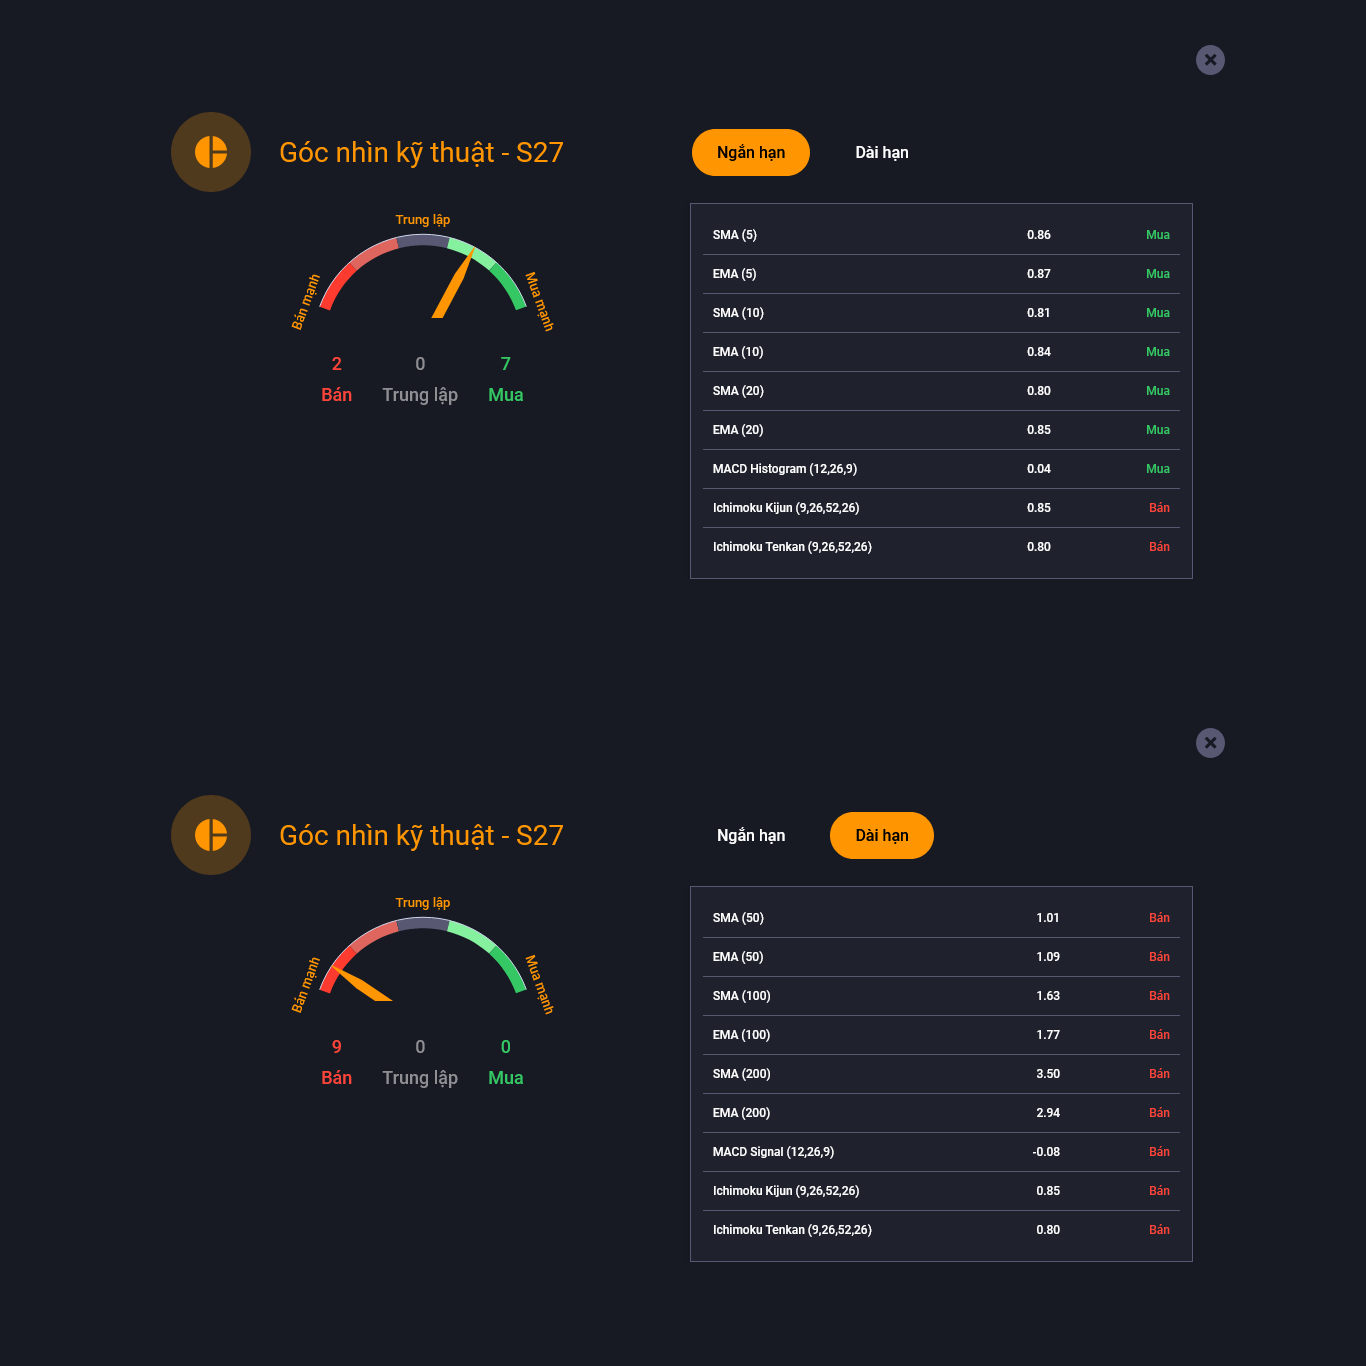 Góc nhìn kỹ thuật - S27
Ngắn hạn Dài hạn
Trung lập
Bán mạnh
Mua mạnh
2 0 7
Bán Trung lập Mua
SMA (5) 0.86 Mua
EMA (5) 0.87 Mua
SMA (10) 0.81 Mua
EMA (10) 0.84 Mua
SMA (20) 0.80 Mua
EMA (20) 0.85 Mua
MACD Histogram (12,26,9) 0.04 Mua
Ichimoku Kijun (9,26,52,26) 0.85 Bán
Ichimoku Tenkan (9,26,52,26) 0.80 Bán
Góc nhìn kỹ thuật - S27
Ngắn hạn Dài hạn
Trung lập
Bán mạnh
Mua mạnh
9 0 0
Bán Trung lập Mua
SMA (50) 1.01 Bán
EMA (50) 1.09 Bán
SMA (100) 1.63 Bán
EMA (100) 1.77 Bán
SMA (200) 3.50 Bán
EMA (200) 2.94 Bán
MACD Signal (12,26,9) -0.08 Bán
Ichimoku Kijun (9,26,52,26) 0.85 Bán
Ichimoku Tenkan (9,26,52,26) 0.80 Bán